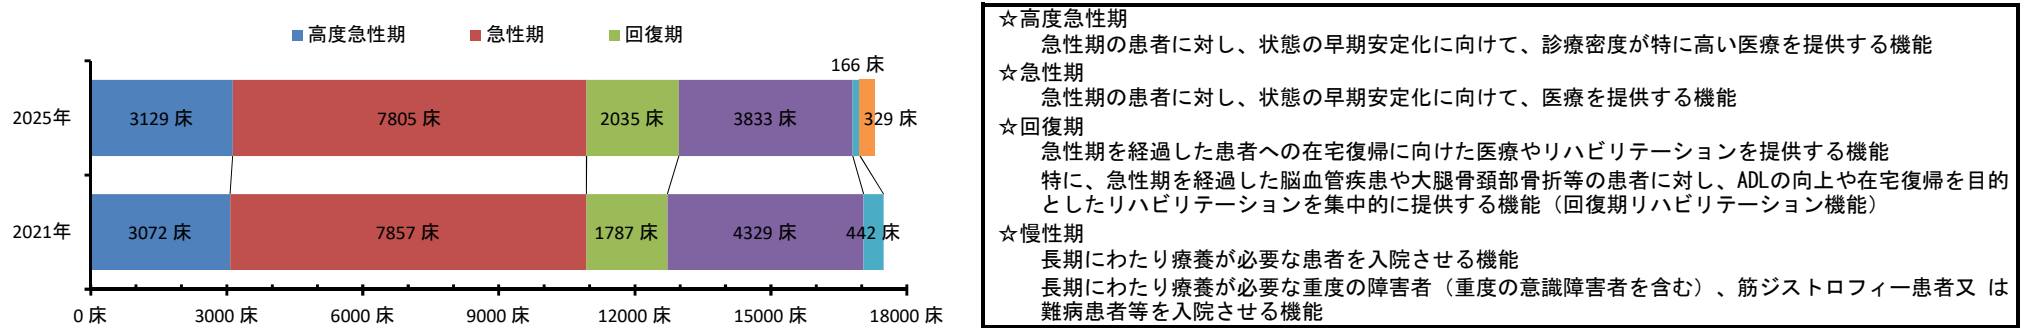 高度急性期 急性期 回復期
166 床
2025年 3129 床 7805 床 2035 床 3833 床 329 床
2021年 3072 床 7857 床 1787 床 4329 床 442 床
0 床 3000 床 6000 床 9000 床 12000 床 15000 床 18000 床
☆高度急性期
急性期の患者に対し、状態の早期安定化に向けて、診療密度が特に高い医療を提供する機能
☆急性期
急性期の患者に対し、状態の早期安定化に向けて、医療を提供する機能
☆回復期
急性期を経過した患者への在宅復帰に向けた医療やリハビリテーションを提供する機能
特に、急性期を経過した脳血管疾患や大腿骨頚部骨折等の患者に対し、ADLの向上や在宅復帰を目的
としたリハビリテーションを集中的に提供する機能（回復期リハビリテーション機能）
☆慢性期
長期にわたり療養が必要な患者を入院させる機能
長期にわたり療養が必要な重度の障害者（重度の意識障害者を含む）、筋ジストロフィー患者又 は
難病患者等を入院させる機能